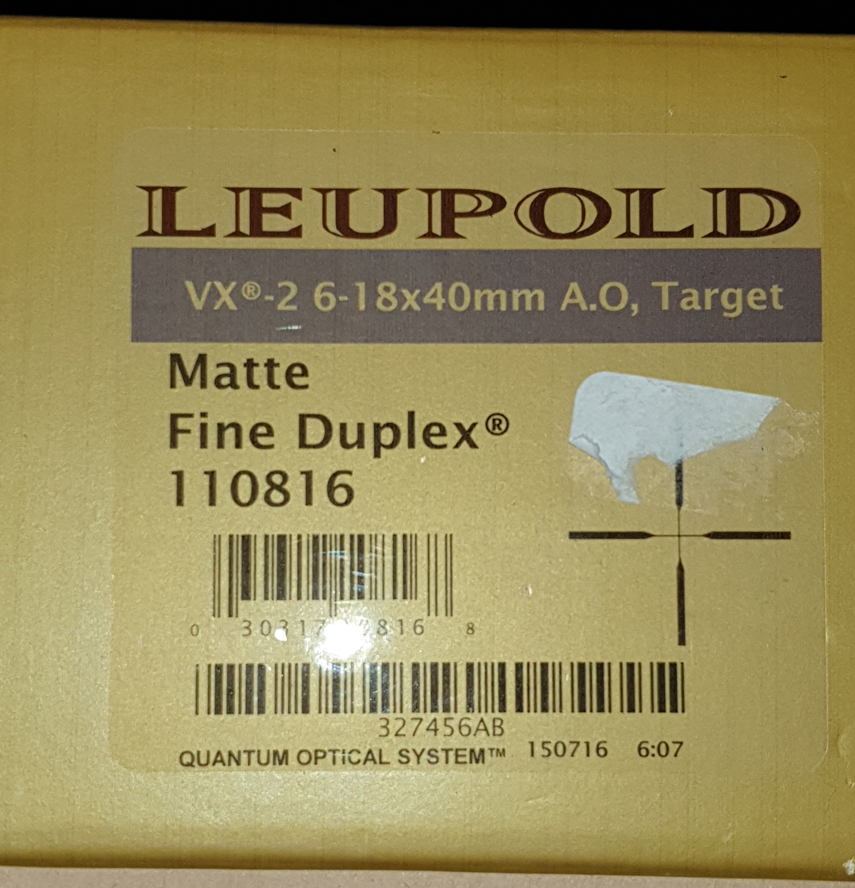 LEUPOLD
VX®-2 6-18x40mm A.O, Target
Matte
Fine Duplex®
110816
0 816 8
327456AB
QUANTUM OPTICAL SYSTEM™ 150716 6:07